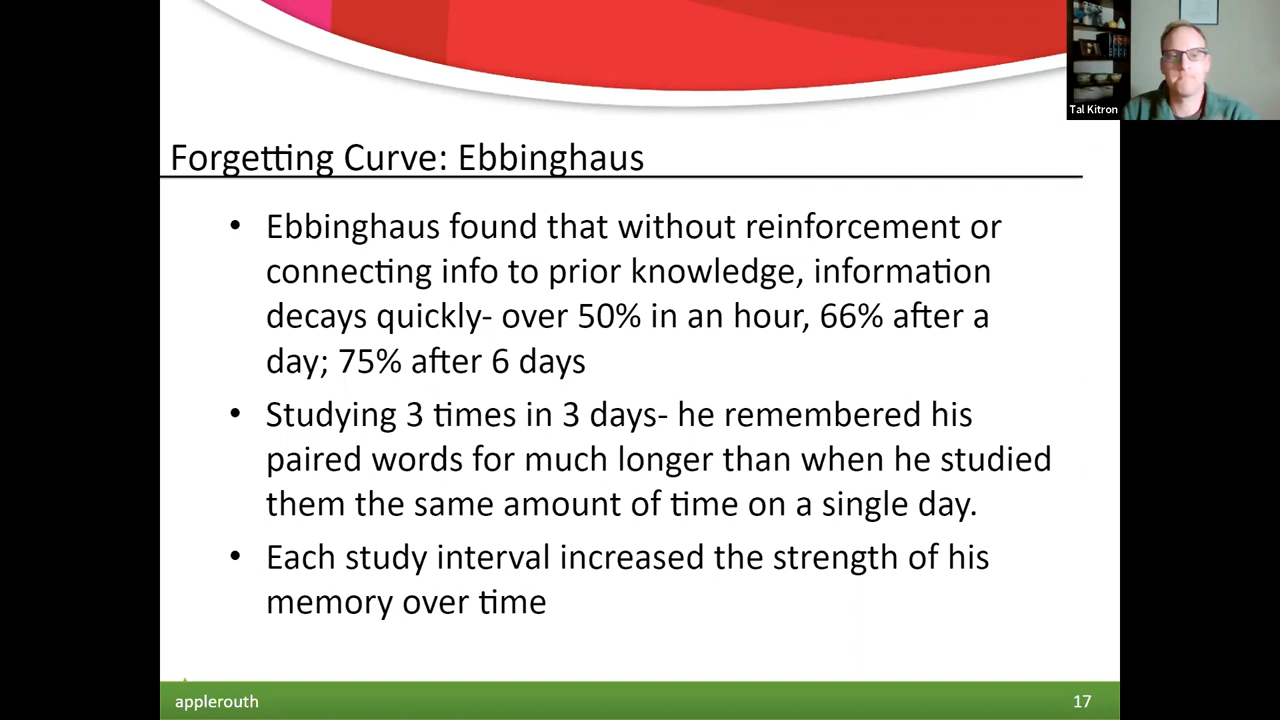 Tal Kitron
Forgetting Curve: Ebbinghaus
• Ebbinghaus found that without reinforcement or
connecting info to prior knowledge, information
decays quickly- over 50% in an hour, 66% after a
day; 75% after 6 days
• Studying 3 times in 3 days- he remembered his
paired words for much longer than when he studied
them the same amount of time on a single day.
• Each study interval increased the strength of his
memory over time
applerouth
17